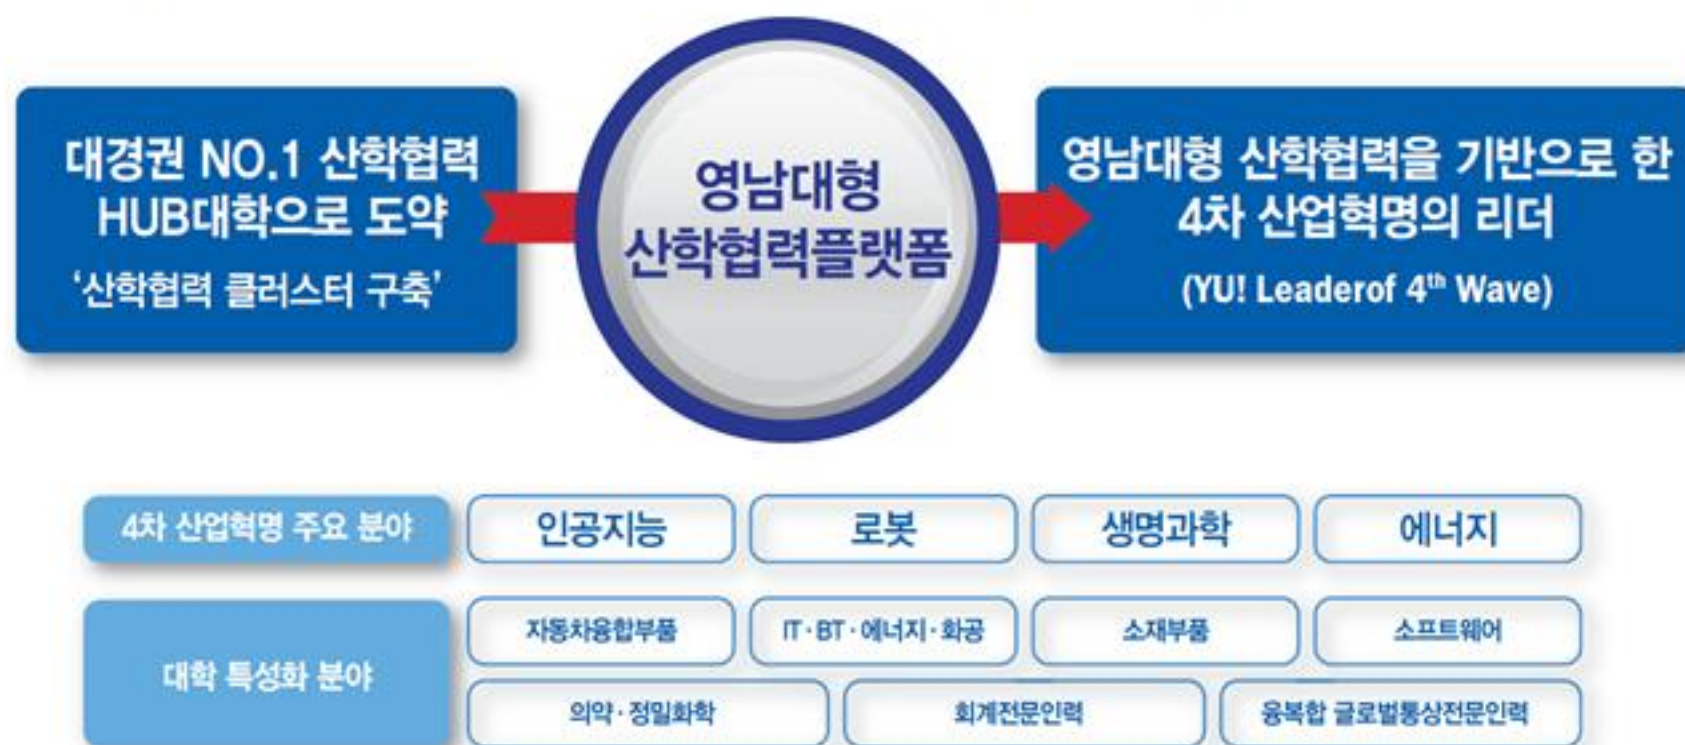 대경권 NO.1 산학협력
HUB대학으로 도약
'산학협력 클러스터 구축'
영남대형
산학협력플랫폼
영남대형 산학협력을 기반으로 한
4차 산업혁명의 리더
(YU! Leaderof 4th Wave)
4차 산업혁명 주요 분야
인공지능
로봇
생명과학
에너지
대학 특성화 분야
자동차융합부품
IT·BT·에너지·화공
소재부품
소프트웨어
의약·정밀화학
회계전문인력
융복합 글로벌통상전문인력